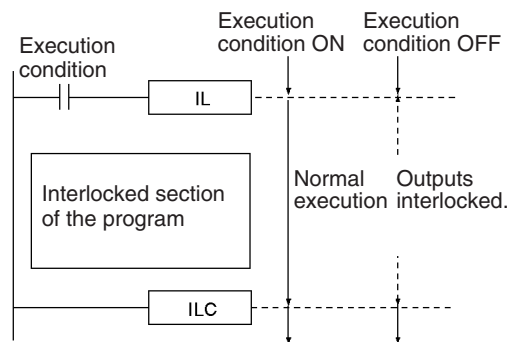 Execution
condition
Execution
condition ON
Execution
condition OFF
IL
Interlocked section
of the program
Normal
execution
Outputs
interlocked.
ILC